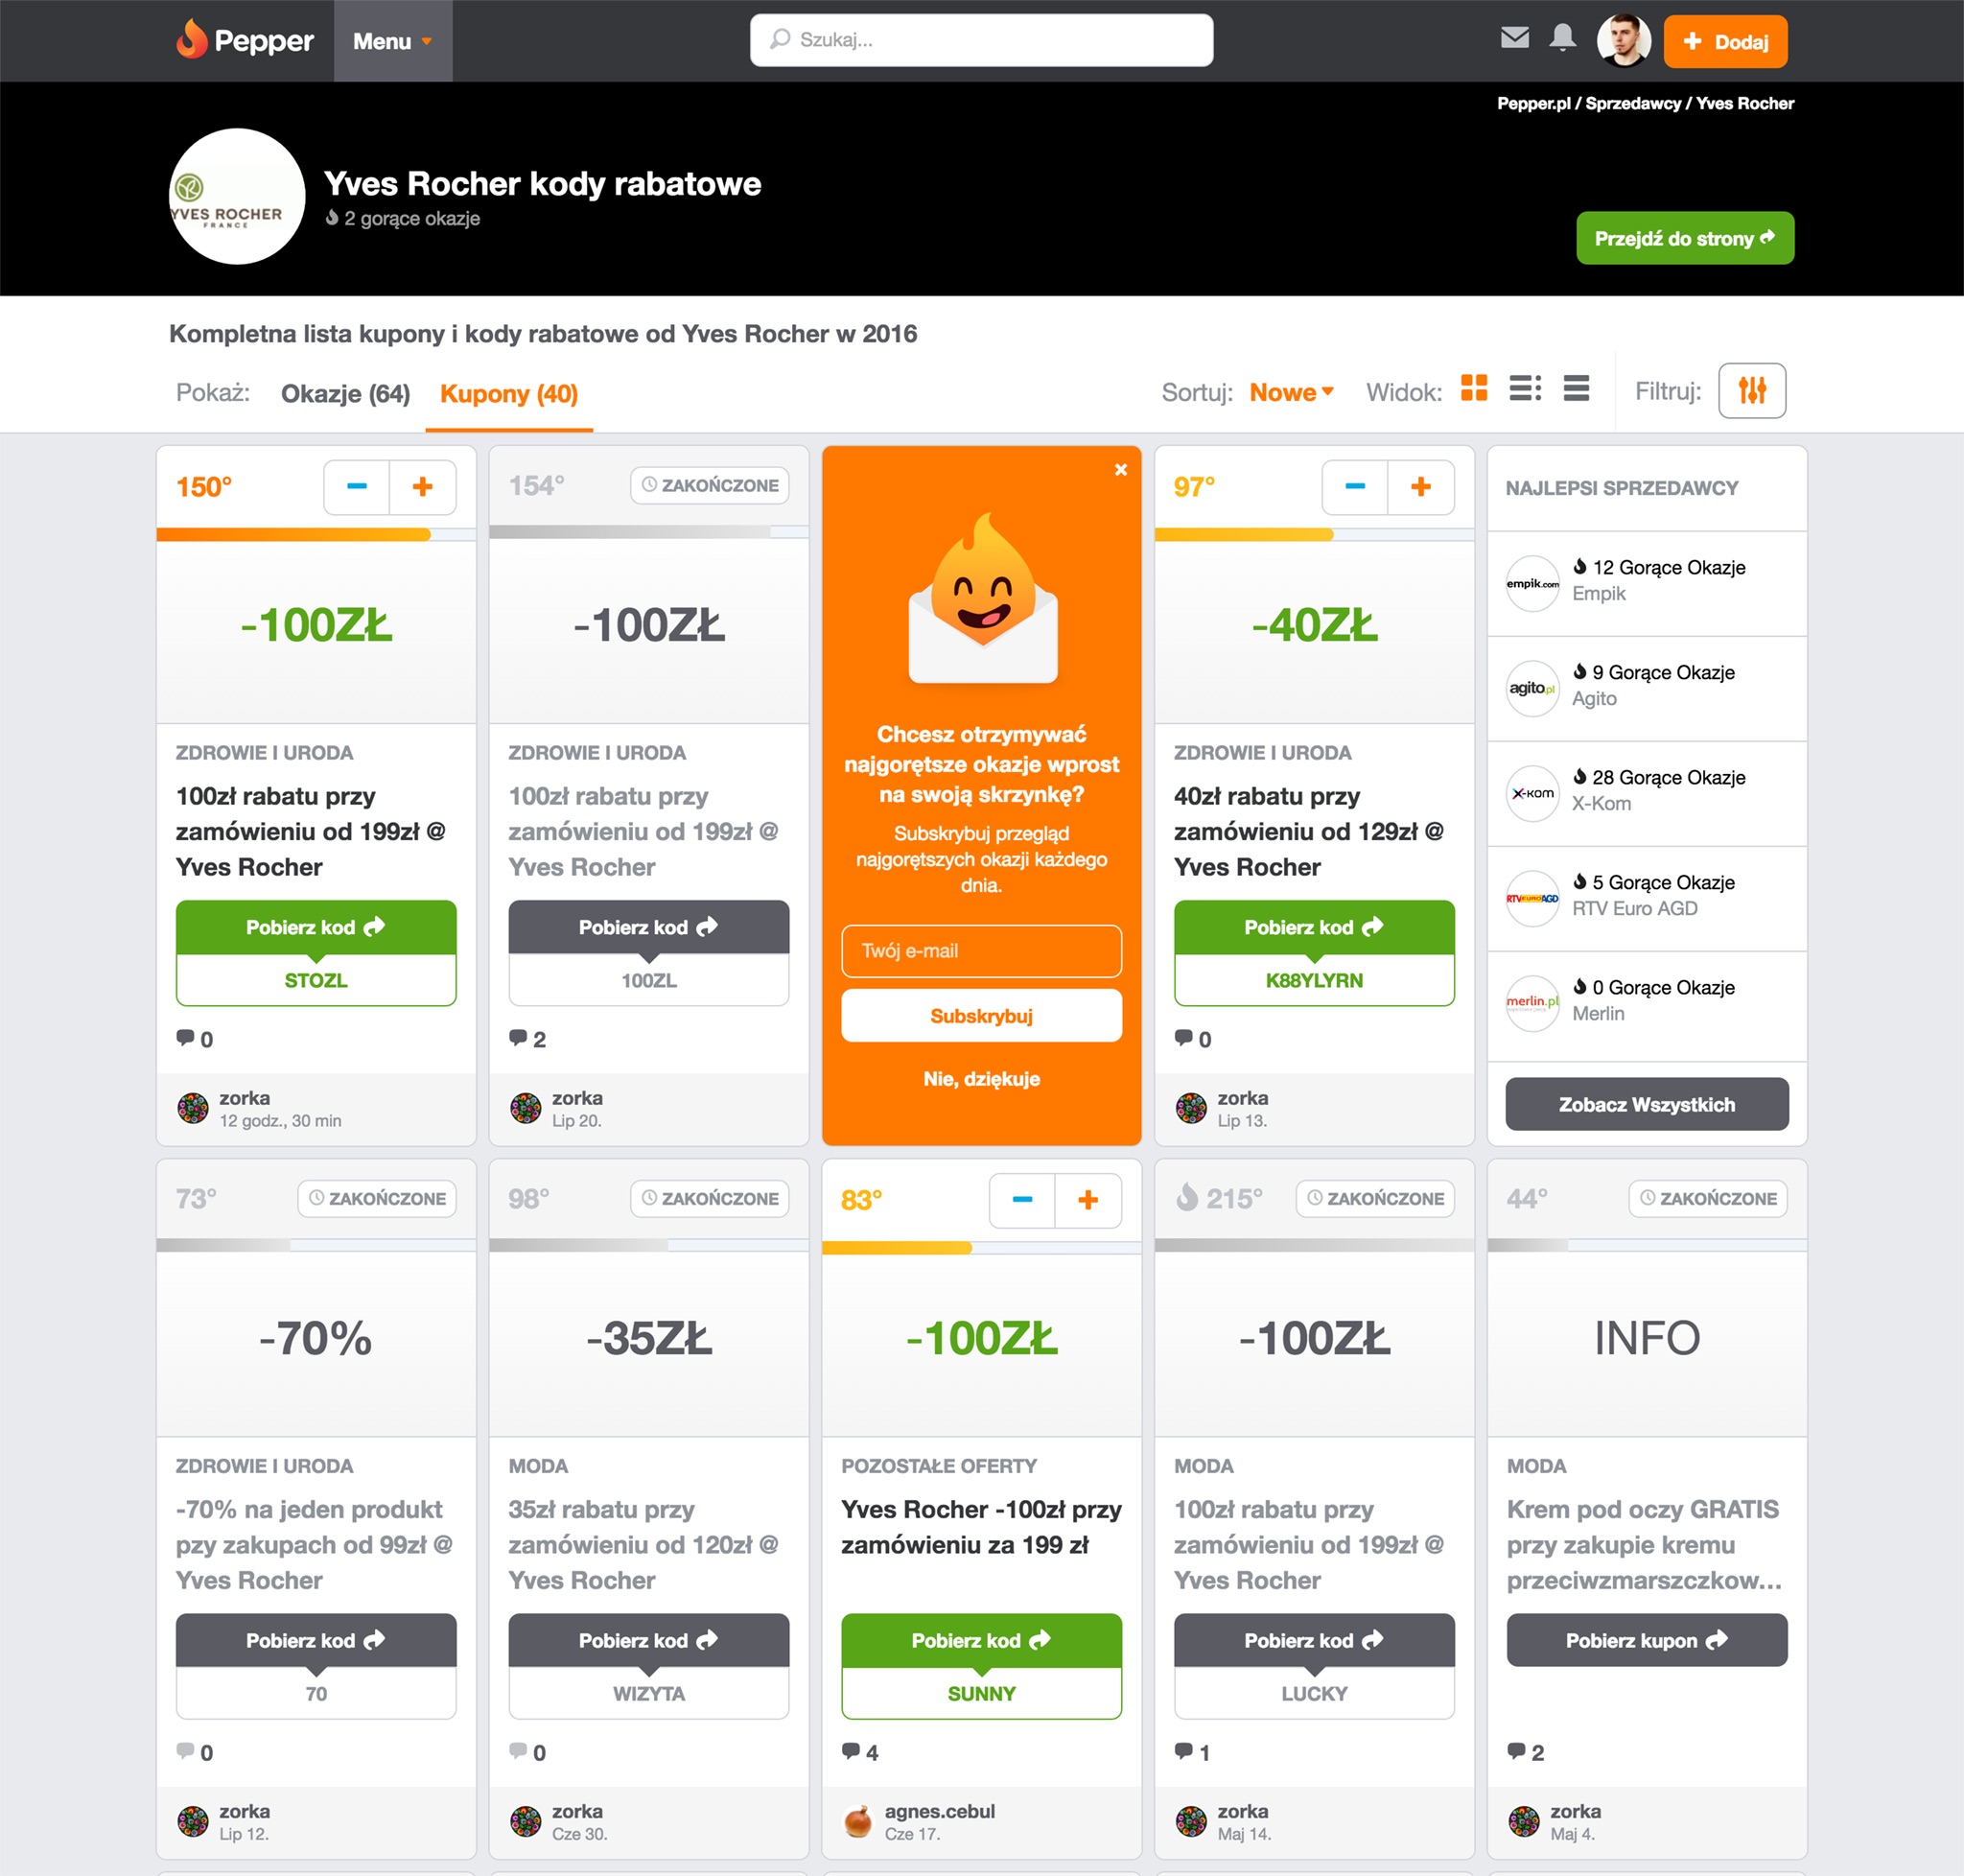 Pepper
Menu
Szukaj...
Dodaj
Pepper.pl / Sprzedawcy / Yves Rocher
YVES ROCHER
FRANCE
Yves Rocher kody rabatowe
2 gorące okazje
Przejdź do strony
Kompletna lista kupony i kody rabatowe od Yves Rocher w 2016
Pokaż: Okazje (64) Kupony (40)
Sortuj: Nowe Widok: Filtruj:
150°
-100ZŁ
ZDROWIE I URODA
100zł rabatu przy
zamówieniu od 199zł @
Yves Rocher
Pobierz kod
STOZL
0
zorka
12 godz., 30 min
154°
ZAKOŃCZONE
-100ZŁ
ZDROWIE I URODA
100zł rabatu przy
zamówieniu od 199zł @
Yves Rocher
Pobierz kod
100ZL
2
zorka
Lip 20.
Chcesz otrzymywać
najgorętsze okazje wprost
na swoją skrzynkę?
Subskrybuj przegląd
najgorętszych okazji każdego
dnia.
Twój e-mail
Subskrybuj
Nie, dziękuje
97°
-40ZŁ
ZDROWIE I URODA
40zł rabatu przy
zamówieniu od 129zł @
Yves Rocher
Pobierz kod
K88YLYRN
0
zorka
Lip 13.
NAJLEPSI SPRZEDAWCY
empik.com
12 Gorące Okazje
Empik
agito.pl
9 Gorące Okazje
Agito
X-KOM
28 Gorące Okazje
X-Kom
RTV EURO AGD
5 Gorące Okazje
RTV Euro AGD
merlin.pl
0 Gorące Okazje
Merlin
Zobacz Wszystkich
73°
ZAKOŃCZONE
-70%
ZDROWIE I URODA
-70% na jeden produkt
pzy zakupach od 99zł @
Yves Rocher
Pobierz kod
70
0
zorka
Lip 12.
98°
ZAKOŃCZONE
-35ZŁ
MODA
35zł rabatu przy
zamówieniu od 120zł @
Yves Rocher
Pobierz kod
WIZYTA
0
zorka
Cze 30.
83°
-100ZŁ
POZOSTAŁE OFERTY
Yves Rocher -100zł przy
zamówieniu za 199 zł
Pobierz kod
SUNNY
4
agnes.cebul
Cze 17.
215°
ZAKOŃCZONE
-100ZŁ
MODA
100zł rabatu przy
zamówieniu od 199zł @
Yves Rocher
Pobierz kod
LUCKY
1
zorka
Maj 14.
44°
ZAKOŃCZONE
INFO
MODA
Krem pod oczy GRATIS
przy zakupie kremu
przeciwzmarszczkow...
Pobierz kupon
2
zorka
Maj 4.